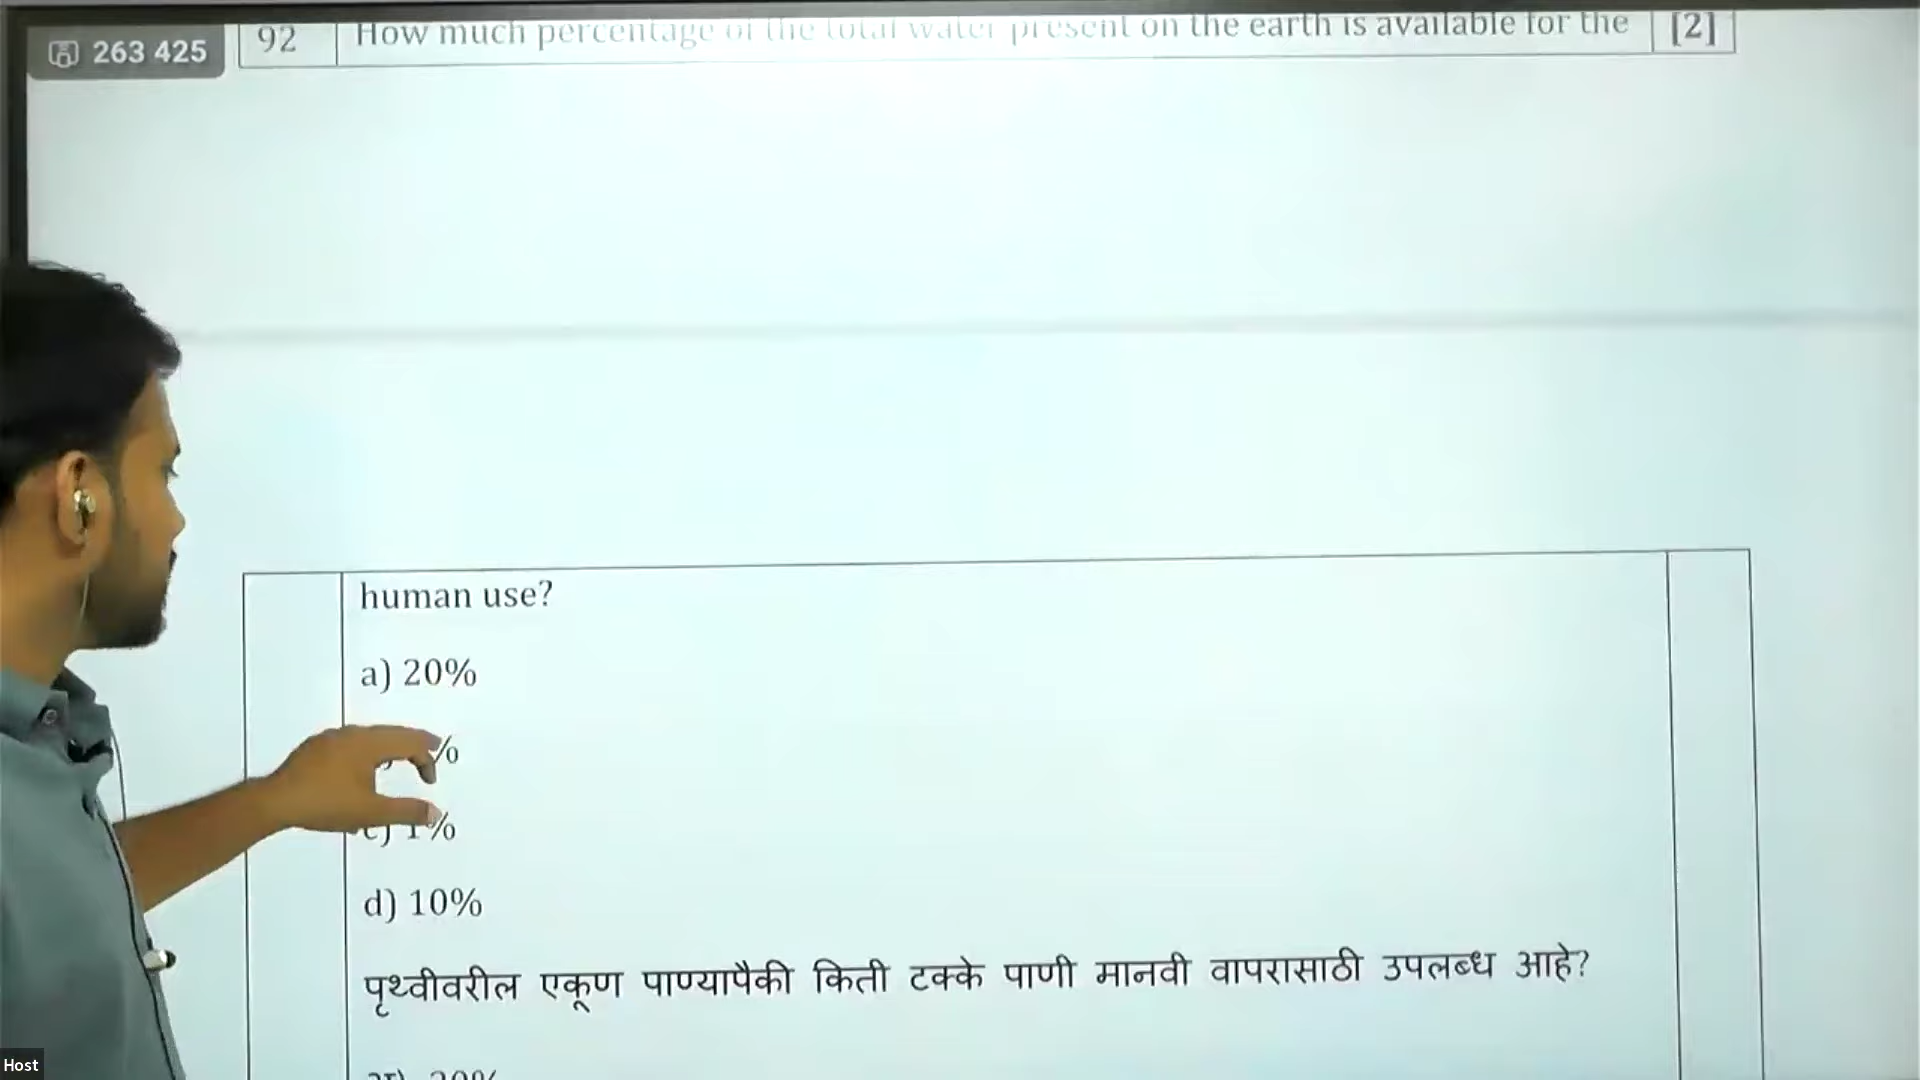 263 425
92 How much percentage of the total water present on the earth is available for the [2]
human use?
a) 20%
%
c) 1%
d) 10%
पृथ्वीवरील एकूण पाण्यापैकी किती टक्के पाणी मानवी वापरासाठी उपलब्ध आहे?
Host